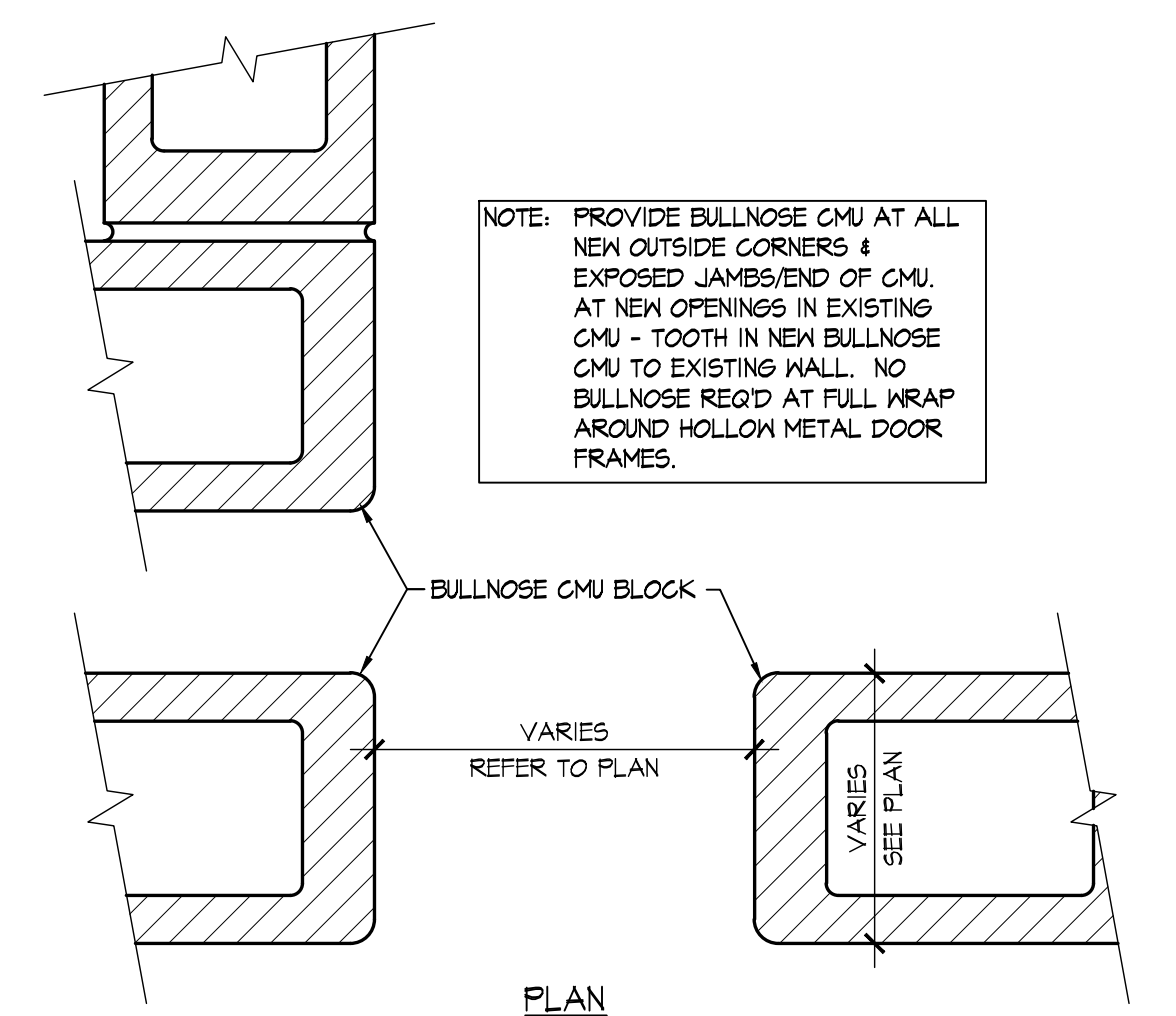 NOTE: PROVIDE BULLNOSE CMU AT ALL
NEW OUTSIDE CORNERS &
EXPOSED JAMBS/END OF CMU.
AT NEW OPENINGS IN EXISTING
CMU - TOOTH IN NEW BULLNOSE
CMU TO EXISTING WALL. NO
BULLNOSE REQ'D AT FULL WRAP
AROUND HOLLOW METAL DOOR
FRAMES.
BULLNOSE CMU BLOCK
VARIES
REFER TO PLAN
VARIES
SEE PLAN
PLAN